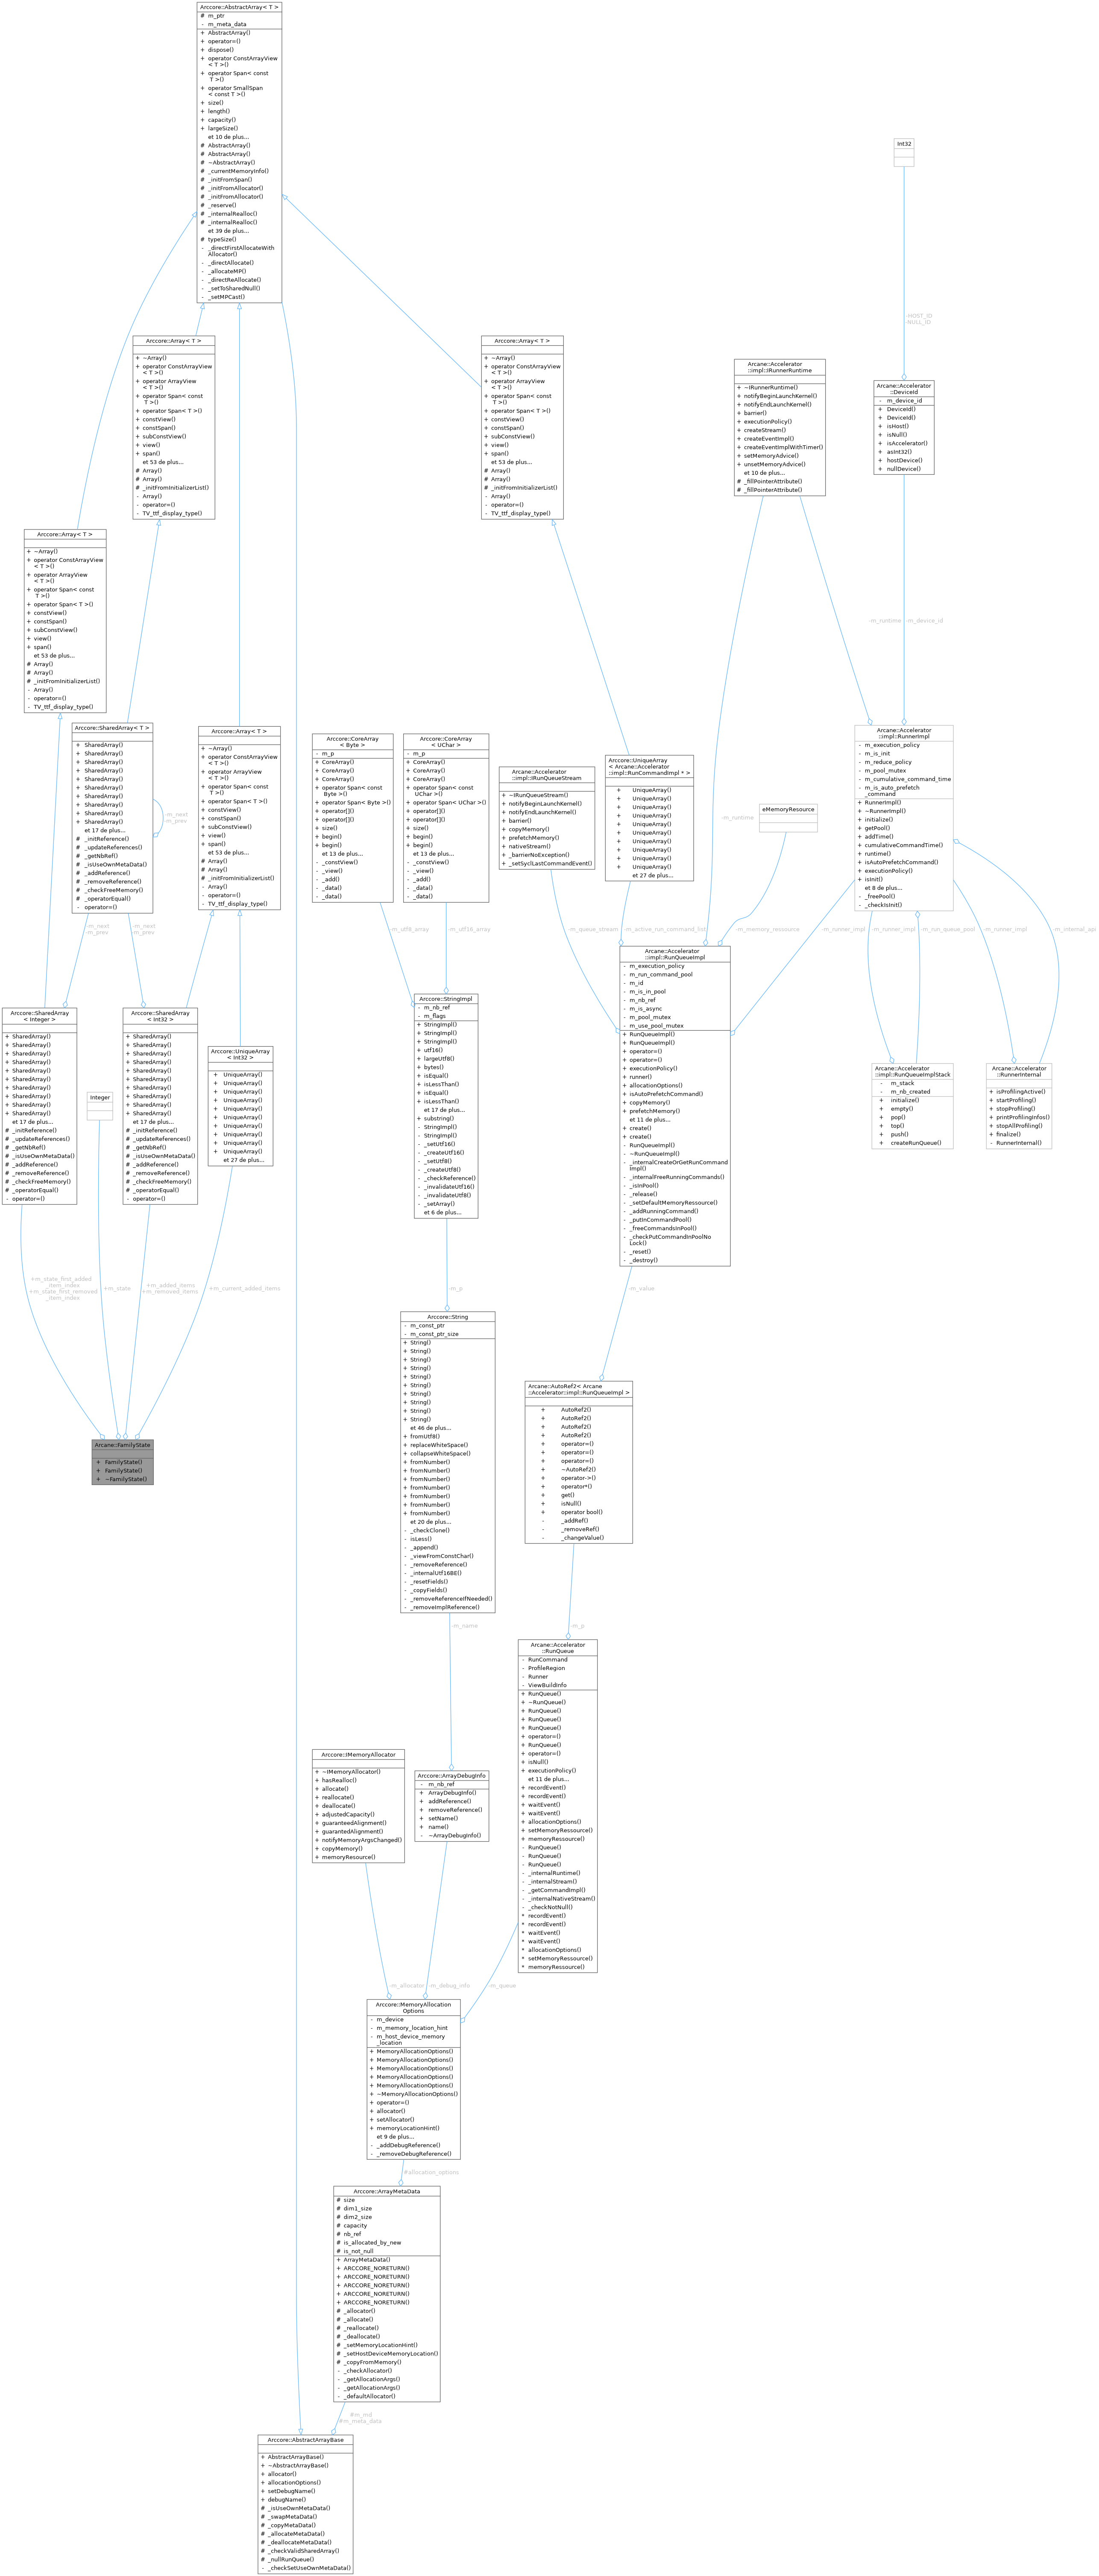 Arccore::AbstractArray< T >
# m_ptr
- m_meta_data
+ AbstractArray()
+ operator=()
+ dispose()
+ operator ConstArrayView
< T >()
+ operator Span< const
T >()
+ operator SmallSpan
< const T >()
+ size()
+ length()
+ capacity()
+ largeSize()
et 10 de plus...
# AbstractArray()
# AbstractArray()
# ~AbstractArray()
# _currentMemoryInfo()
# _initFromSpan()
# _initFromAllocator()
# _initFromAllocator()
# _reserve()
# _internalRealloc()
# _internalRealloc()
et 39 de plus...
# typeSize()
- _directFirstAllocateWith
Allocator()
- _directAllocate()
- _allocateMP()
- _directReAllocate()
- _setToSharedNull()
- _setMPCast()
Int32
-HOST_ID
-NULL_ID
Arccore::Array< T >
+ ~Array()
+ operator ConstArrayView
< T >()
+ operator ArrayView
< T >()
+ operator Span< const
T >()
+ operator Span< T >()
+ constView()
+ constSpan()
+ subConstView()
+ view()
+ span()
et 53 de plus...
# Array()
# Array()
# _initFromInitializerList()
- Array()
- operator=()
- TV_ttf_display_type()
Arccore::Array< T >
+ ~Array()
+ operator ConstArrayView
< T >()
+ operator ArrayView
< T >()
+ operator Span< const
T >()
+ operator Span< T >()
+ constView()
+ constSpan()
+ subConstView()
+ view()
+ span()
et 53 de plus...
# Array()
# Array()
# _initFromInitializerList()
- Array()
- operator=()
- TV_ttf_display_type()
Arcane::Accelerator
::impl::IRunnerRuntime
+ ~IRunnerRuntime()
+ notifyBeginLaunchKernel()
+ notifyEndLaunchKernel()
+ barrier()
+ executionPolicy()
+ createStream()
+ createEventImpl()
+ createEventImplWithTimer()
+ setMemoryAdvice()
+ unsetMemoryAdvice()
et 10 de plus...
# _fillPointerAttribute()
# _fillPointerAttribute()
Arcane::Accelerator
::DeviceId
- m_device_id
+ DeviceId()
+ DeviceId()
+ isHost()
+ isNull()
+ isAccelerator()
+ asInt32()
+ hostDevice()
+ nullDevice()
Arccore::Array< T >
+ ~Array()
+ operator ConstArrayView
< T >()
+ operator ArrayView
< T >()
+ operator Span< const
T >()
+ operator Span< T >()
+ constView()
+ constSpan()
+ subConstView()
+ view()
+ span()
et 53 de plus...
# Array()
# Array()
# _initFromInitializerList()
- Array()
- operator=()
- TV_ttf_display_type()
-m_runtime
-m_device_id
Arccore::SharedArray< T >
+ SharedArray()
+ SharedArray()
+ SharedArray()
+ SharedArray()
+ SharedArray()
+ SharedArray()
+ SharedArray()
+ SharedArray()
+ SharedArray()
+ SharedArray()
et 17 de plus...
# _initReference()
# _updateReferences()
# _getNbRef()
# _isUseOwnMetaData()
# _addReference()
# _removeReference()
# _checkFreeMemory()
# _operatorEqual()
- operator=()
-m_next
-m_prev
Arccore::Array< T >
+ ~Array()
+ operator ConstArrayView
< T >()
+ operator ArrayView
< T >()
+ operator Span< const
T >()
+ operator Span< T >()
+ constView()
+ constSpan()
+ subConstView()
+ view()
+ span()
et 53 de plus...
# Array()
# Array()
# _initFromInitializerList()
- Array()
- operator=()
- TV_ttf_display_type()
Arccore::CoreArray
< Byte >
- m_p
+ CoreArray()
+ CoreArray()
+ CoreArray()
+ operator Span< const
Byte >()
+ operator Span< Byte >()
+ operator[]()
+ operator[]()
+ size()
+ begin()
+ begin()
et 13 de plus...
- _constView()
- _view()
- _add()
- _data()
- _data()
Arccore::CoreArray
< UChar >
- m_p
+ CoreArray()
+ CoreArray()
+ CoreArray()
+ operator Span< const
UChar >()
+ operator Span< UChar >()
+ operator[]()
+ operator[]()
+ size()
+ begin()
+ begin()
et 13 de plus...
- _constView()
- _view()
- _add()
- _data()
- _data()
Arcane::Accelerator
::impl::IRunQueueStream
+ ~IRunQueueStream()
+ notifyBeginLaunchKernel()
+ notifyEndLaunchKernel()
+ barrier()
+ copyMemory()
+ prefetchMemory()
+ nativeStream()
+ _barrierNoException()
+ _setSyclLastCommandEvent()
Arccore::UniqueArray
< Arcane::Accelerator
::impl::RunCommandImpl * >
+ UniqueArray()
+ UniqueArray()
+ UniqueArray()
+ UniqueArray()
+ UniqueArray()
+ UniqueArray()
+ UniqueArray()
+ UniqueArray()
+ UniqueArray()
+ UniqueArray()
et 27 de plus...
-m_runtime
eMemoryResource
Arcane::Accelerator
::impl::RunnerImpl
- m_execution_policy
- m_is_init
- m_reduce_policy
- m_pool_mutex
- m_cumulative_command_time
- m_is_auto_prefetch
_command
+ RunnerImpl()
+ ~RunnerImpl()
+ initialize()
+ getPool()
+ addTime()
+ cumulativeCommandTime()
+ runtime()
+ isAutoPrefetchCommand()
+ executionPolicy()
+ isInit()
et 8 de plus...
- _freePool()
- _checkIsInit()
-m_next
-m_prev
-m_next
-m_prev
-m_utf8_array
-m_utf16_array
-m_queue_stream
-m_active_run_command_list
-m_memory_ressource
-m_runner_impl
-m_runner_impl
-m_run_queue_pool
-m_runner_impl
-m_internal_api
Arccore::SharedArray
< Integer >
+ SharedArray()
+ SharedArray()
+ SharedArray()
+ SharedArray()
+ SharedArray()
+ SharedArray()
+ SharedArray()
+ SharedArray()
+ SharedArray()
+ SharedArray()
et 17 de plus...
# _initReference()
# _updateReferences()
# _getNbRef()
# _isUseOwnMetaData()
# _addReference()
# _removeReference()
# _checkFreeMemory()
# _operatorEqual()
- operator=()
Integer
Arccore::SharedArray
< Int32 >
+ SharedArray()
+ SharedArray()
+ SharedArray()
+ SharedArray()
+ SharedArray()
+ SharedArray()
+ SharedArray()
+ SharedArray()
+ SharedArray()
+ SharedArray()
et 17 de plus...
# _initReference()
# _updateReferences()
# _getNbRef()
# _isUseOwnMetaData()
# _addReference()
# _removeReference()
# _checkFreeMemory()
# _operatorEqual()
- operator=()
Arccore::UniqueArray
< Int32 >
+ UniqueArray()
+ UniqueArray()
+ UniqueArray()
+ UniqueArray()
+ UniqueArray()
+ UniqueArray()
+ UniqueArray()
+ UniqueArray()
+ UniqueArray()
+ UniqueArray()
et 27 de plus...
Arccore::StringImpl
- m_nb_ref
- m_flags
+ StringImpl()
+ StringImpl()
+ StringImpl()
+ utf16()
+ largeUtf8()
+ bytes()
+ isEqual()
+ isLessThan()
+ isEqual()
+ isLessThan()
et 17 de plus...
+ substring()
- StringImpl()
- StringImpl()
- _setUtf16()
- _createUtf16()
- _setUtf8()
- _createUtf8()
- _checkReference()
- _invalidateUtf16()
- _invalidateUtf8()
- _setArray()
et 6 de plus...
Arcane::Accelerator
::impl::RunQueueImpl
- m_execution_policy
- m_run_command_pool
- m_id
- m_is_in_pool
- m_nb_ref
- m_is_async
- m_pool_mutex
- m_use_pool_mutex
+ RunQueueImpl()
+ RunQueueImpl()
+ operator=()
+ operator=()
+ executionPolicy()
+ runner()
+ allocationOptions()
+ isAutoPrefetchCommand()
+ copyMemory()
+ prefetchMemory()
et 11 de plus...
+ create()
+ create()
- RunQueueImpl()
- ~RunQueueImpl()
- _internalCreateOrGetRunCommand
Impl()
- _internalFreeRunningCommands()
- _isInPool()
- _release()
- _setDefaultMemoryRessource()
- _addRunningCommand()
- _putInCommandPool()
- _freeCommandsInPool()
- _checkPutCommandInPoolNo
Lock()
- _reset()
- _destroy()
Arcane::Accelerator
::impl::RunQueueImplStack
- m_stack
- m_nb_created
+ initialize()
+ empty()
+ pop()
+ top()
+ push()
+ createRunQueue()
Arcane::Accelerator
::RunnerInternal
+ isProfilingActive()
+ startProfiling()
+ stopProfiling()
+ printProfilingInfos()
+ stopAllProfiling()
+ finalize()
- RunnerInternal()
+m_state_first_added
_item_index
+m_state_first_removed
_item_index
+m_state
+m_added_items
+m_removed_items
+m_current_added_items
-m_p
-m_value
Arcane::FamilyState
+ FamilyState()
+ FamilyState()
+ ~FamilyState()
Arccore::String
- m_const_ptr
- m_const_ptr_size
+ String()
+ String()
+ String()
+ String()
+ String()
+ String()
+ String()
+ String()
+ String()
+ String()
et 46 de plus...
+ fromUtf8()
+ replaceWhiteSpace()
+ collapseWhiteSpace()
+ fromNumber()
+ fromNumber()
+ fromNumber()
+ fromNumber()
+ fromNumber()
+ fromNumber()
+ fromNumber()
et 20 de plus...
- _checkClone()
- isLess()
- _append()
- _viewFromConstChar()
- _removeReference()
- _internalUtf16BE()
- _resetFields()
- _copyFields()
- _removeReferenceIfNeeded()
- _removeImplReference()
Arcane::AutoRef2< Arcane
::Accelerator::impl::RunQueueImpl >
+ AutoRef2()
+ AutoRef2()
+ AutoRef2()
+ AutoRef2()
+ operator=()
+ operator=()
+ operator=()
+ ~AutoRef2()
+ operator->()
+ operator*()
+ get()
+ isNull()
+ operator bool()
- _addRef()
- _removeRef()
- _changeValue()
-m_name
-m_p
Arcane::Accelerator
::RunQueue
- RunCommand
- ProfileRegion
- Runner
- ViewBuildInfo
+ RunQueue()
+ ~RunQueue()
+ RunQueue()
+ RunQueue()
+ RunQueue()
+ operator=()
+ RunQueue()
+ operator=()
+ isNull()
+ executionPolicy()
et 11 de plus...
+ recordEvent()
+ recordEvent()
+ waitEvent()
+ waitEvent()
+ allocationOptions()
+ setMemoryRessource()
+ memoryRessource()
- RunQueue()
- RunQueue()
- RunQueue()
- _internalRuntime()
- _internalStream()
- _getCommandImpl()
- _internalNativeStream()
- _checkNotNull()
* recordEvent()
* recordEvent()
* waitEvent()
* waitEvent()
* allocationOptions()
* setMemoryRessource()
* memoryRessource()
Arccore::IMemoryAllocator
+ ~IMemoryAllocator()
+ hasRealloc()
+ allocate()
+ reallocate()
+ deallocate()
+ adjustedCapacity()
+ guaranteedAlignment()
+ guarantedAlignment()
+ notifyMemoryArgsChanged()
+ copyMemory()
+ memoryResource()
Arccore::ArrayDebugInfo
- m_nb_ref
+ ArrayDebugInfo()
+ addReference()
+ removeReference()
+ setName()
+ name()
- ~ArrayDebugInfo()
-m_allocator
-m_debug_info
-m_queue
Arccore::MemoryAllocation
Options
- m_device
- m_memory_location_hint
- m_host_device_memory
_location
+ MemoryAllocationOptions()
+ MemoryAllocationOptions()
+ MemoryAllocationOptions()
+ MemoryAllocationOptions()
+ MemoryAllocationOptions()
+ ~MemoryAllocationOptions()
+ operator=()
+ allocator()
+ setAllocator()
+ memoryLocationHint()
et 9 de plus...
- _addDebugReference()
- _removeDebugReference()
#allocation_options
Arccore::ArrayMetaData
# size
# dim1_size
# dim2_size
# capacity
# nb_ref
# is_allocated_by_new
# is_not_null
+ ArrayMetaData()
+ ARCCORE_NORETURN()
+ ARCCORE_NORETURN()
+ ARCCORE_NORETURN()
+ ARCCORE_NORETURN()
+ ARCCORE_NORETURN()
# _allocator()
# _allocate()
# _reallocate()
# _deallocate()
# _setMemoryLocationHint()
# _setHostDeviceMemoryLocation()
# _copyFromMemory()
- _checkAllocator()
- _getAllocationArgs()
- _getAllocationArgs()
- _defaultAllocator()
#m_md
#m_meta_data
Arccore::AbstractArrayBase
+ AbstractArrayBase()
+ ~AbstractArrayBase()
+ allocator()
+ allocationOptions()
+ setDebugName()
+ debugName()
# _isUseOwnMetaData()
# _swapMetaData()
# _copyMetaData()
# _allocateMetaData()
# _deallocateMetaData()
# _checkValidSharedArray()
# _nullRunQueue()
- _checkSetUseOwnMetaData()